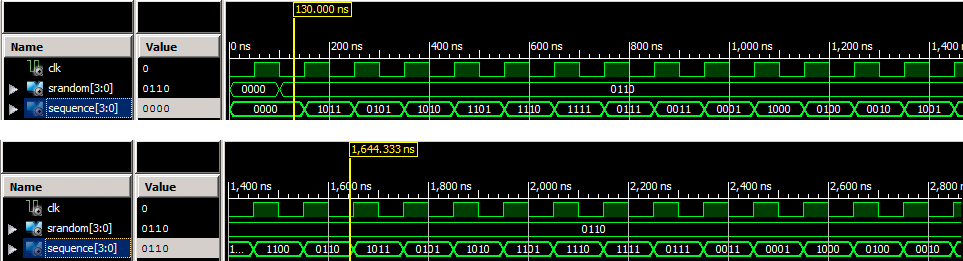 130.000 ns
Name Value
0 ns 200 ns 400 ns 600 ns 800 ns 1,000 ns 1,200 ns 1,400
clk 0
srandom[3:0] 0110 0000 0110
sequence[3:0] 0000 0000 1011 0101 1010 1101 1110 1111 0111 0011 0001 1000 0100 0010 1001
1,644.333 ns
Name Value
1,400 ns 1,600 ns 1,800 ns 2,000 ns 2,200 ns 2,400 ns 2,600 ns 2,800
clk 0
srandom[3:0] 0110 0110
sequence[3:0] 0110 ... 1100 0110 1011 0101 1010 1101 1110 1111 0111 0011 0001 1000 0100 0010